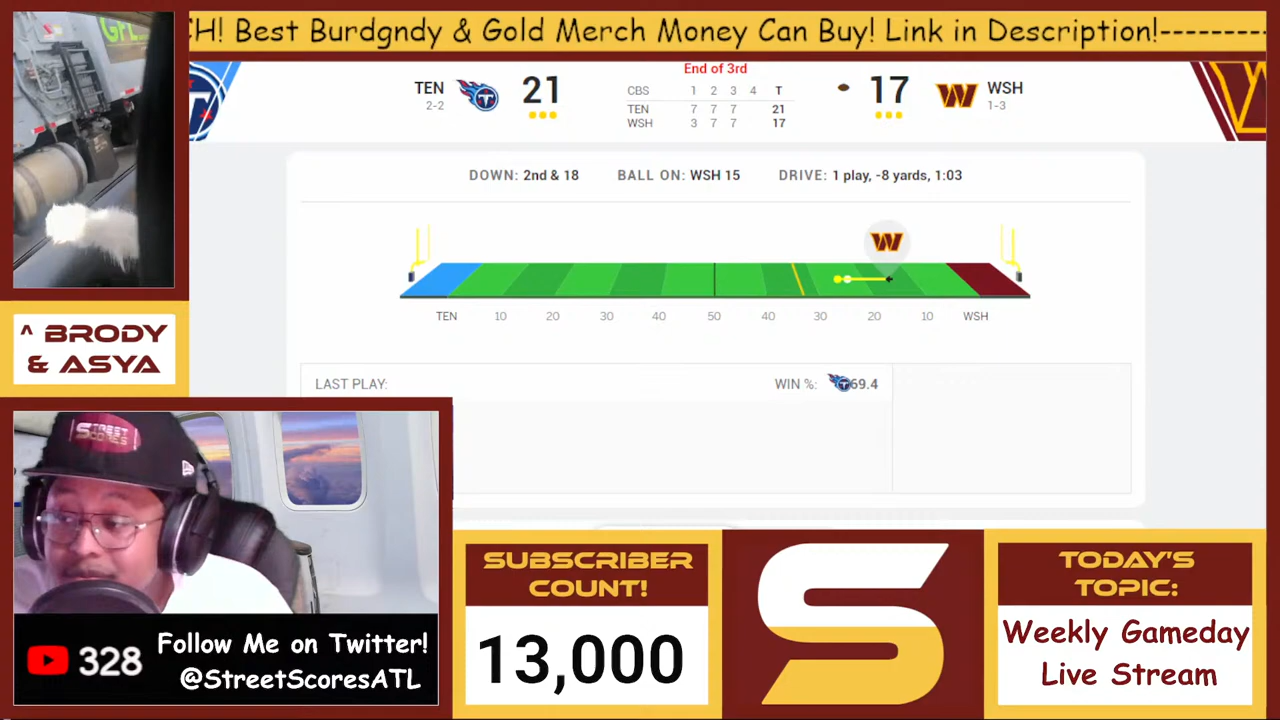 CH! Best Burdgndy & Gold Merch Money Can Buy! Link in Description!----------
GFL
End of 3rd
TEN 21
2-2
CBS 1 2 3 4 T
TEN 7 7 7 21
WSH 3 7 7 17
17 WSH
1-3
DOWN: 2nd & 18 BALL ON: WSH 15 DRIVE: 1 play, -8 yards, 1:03
W
TEN 10 20 30 40 50 40 30 20 10 WSH
LAST PLAY: WIN %: 69.4
^ BRODY
& ASYA
STREET
SCORES
328 Follow Me on Twitter!
@StreetScoresATL
SUBSCRIBER
COUNT!
13,000
S
TODAY'S
TOPIC:
Weekly Gameday
Live Stream